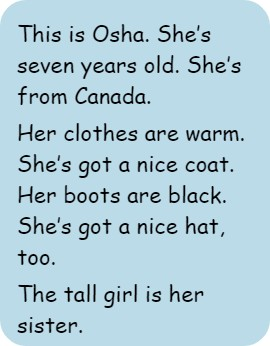 This is Osha. She's
seven years old. She's
from Canada.
Her clothes are warm.
She's got a nice coat.
Her boots are black.
She's got a nice hat,
too.
The tall girl is her
sister.